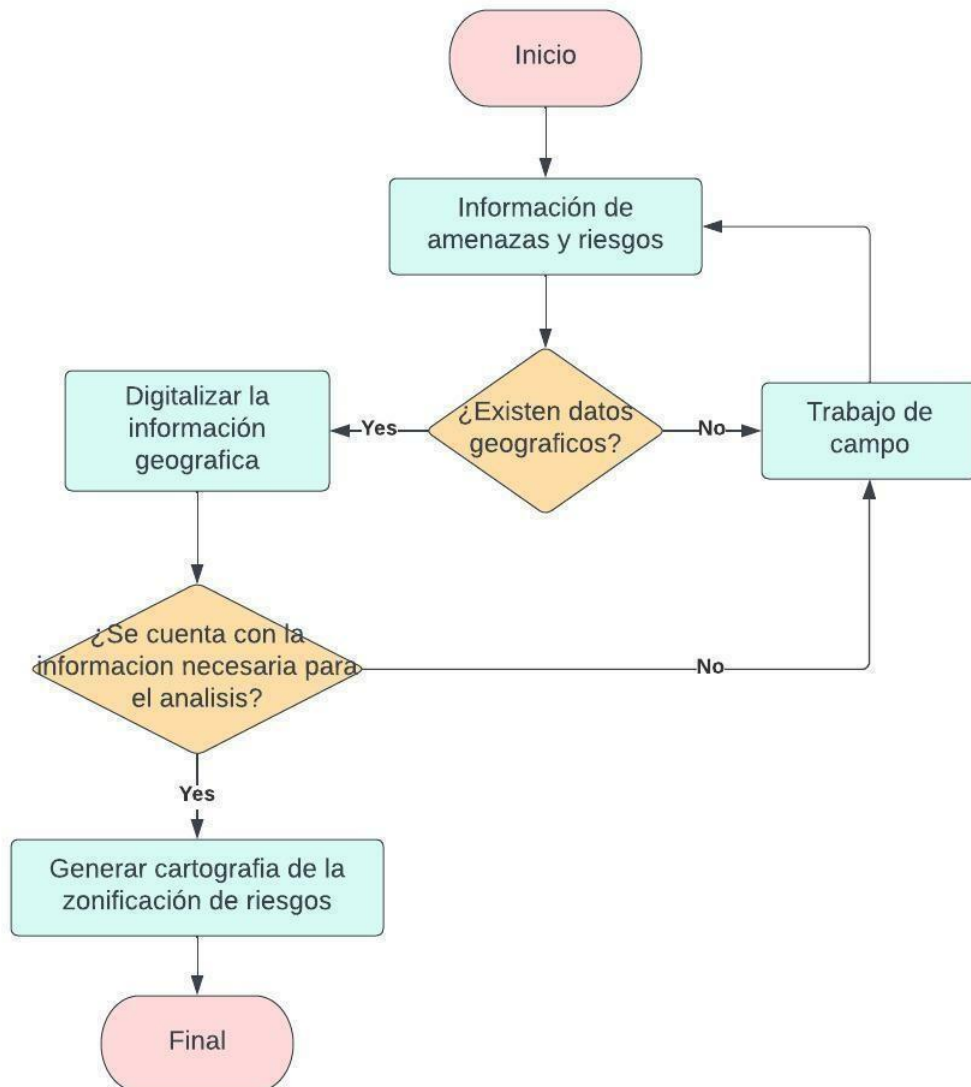 Inicio
Información de
amenazas y riesgos
¿Existen datos
geograficos?
Yes
No
Digitalizar la
información
geografica
Trabajo de
campo
¿Se cuenta con la
informacion necesaria para
el analisis?
No
Yes
Generar cartografia de la
zonificación de riesgos
Final